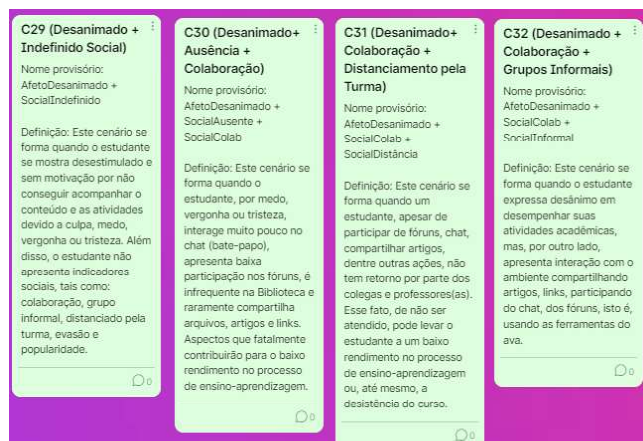 C29 (Desanimado +
Indefinido Social)
Nome provisório:
AfetoDesanimado +
SocialIndefinido
Definição: Este cenário se
forma quando o estudante
se mostra desestimulado e
sem motivação por não
conseguir acompanhar o
conteúdo e as atividades
devido a culpa, medo,
vergonha ou tristeza. Além
disso, o estudante não
apresenta indicadores
sociais, tais como:
colaboração, grupo
informal, distanciado pela
turma, evasão e
popularidade.
0
C30 (Desanimado+
Ausência +
Colaboração)
Nome provisório:
AfetoDesanimado +
SocialAusente +
SocialColab
Definição: Este cenário se
forma quando o
estudante, por medo,
vergonha ou tristeza,
interage muito pouco no
chat (bate-papo),
apresenta baixa
participação nos fóruns, é
infrequente na Biblioteca e
raramente compartilha
arquivos, artigos e links.
Aspectos que fatalmente
contribuirão para o baixo
rendimento no processo
de ensino-aprendizagem.
0
C31 (Desanimado+
Colaboração +
Distanciamento pela
Turma)
Nome provisório:
AfetoDesanimado +
SocialColab +
SocialDistância
Definição: Este cenário se
forma quando um
estudante, apesar de
participar de fóruns, chat,
compartilhar artigos,
dentre outras ações, não
tem retorno por parte dos
colegas e professores(as).
Esse fato, de não ser
atendido, pode levar o
estudante a um baixo
rendimento no processo
de ensino-aprendizagem
ou, até mesmo, a
desistência do curso.
0
C32 (Desanimado +
Colaboração +
Grupos Informais)
Nome provisório:
AfetoDesanimado +
SocialColab +
SocialInformal
Definição: Este cenário se
forma quando o estudante
expressa desânimo em
desempenhar suas
atividades acadêmicas,
mas, por outro lado,
apresenta interação com o
ambiente compartilhando
artigos, links, participando
do chat, dos fóruns, isto é,
usando as ferramentas do
ava.
0